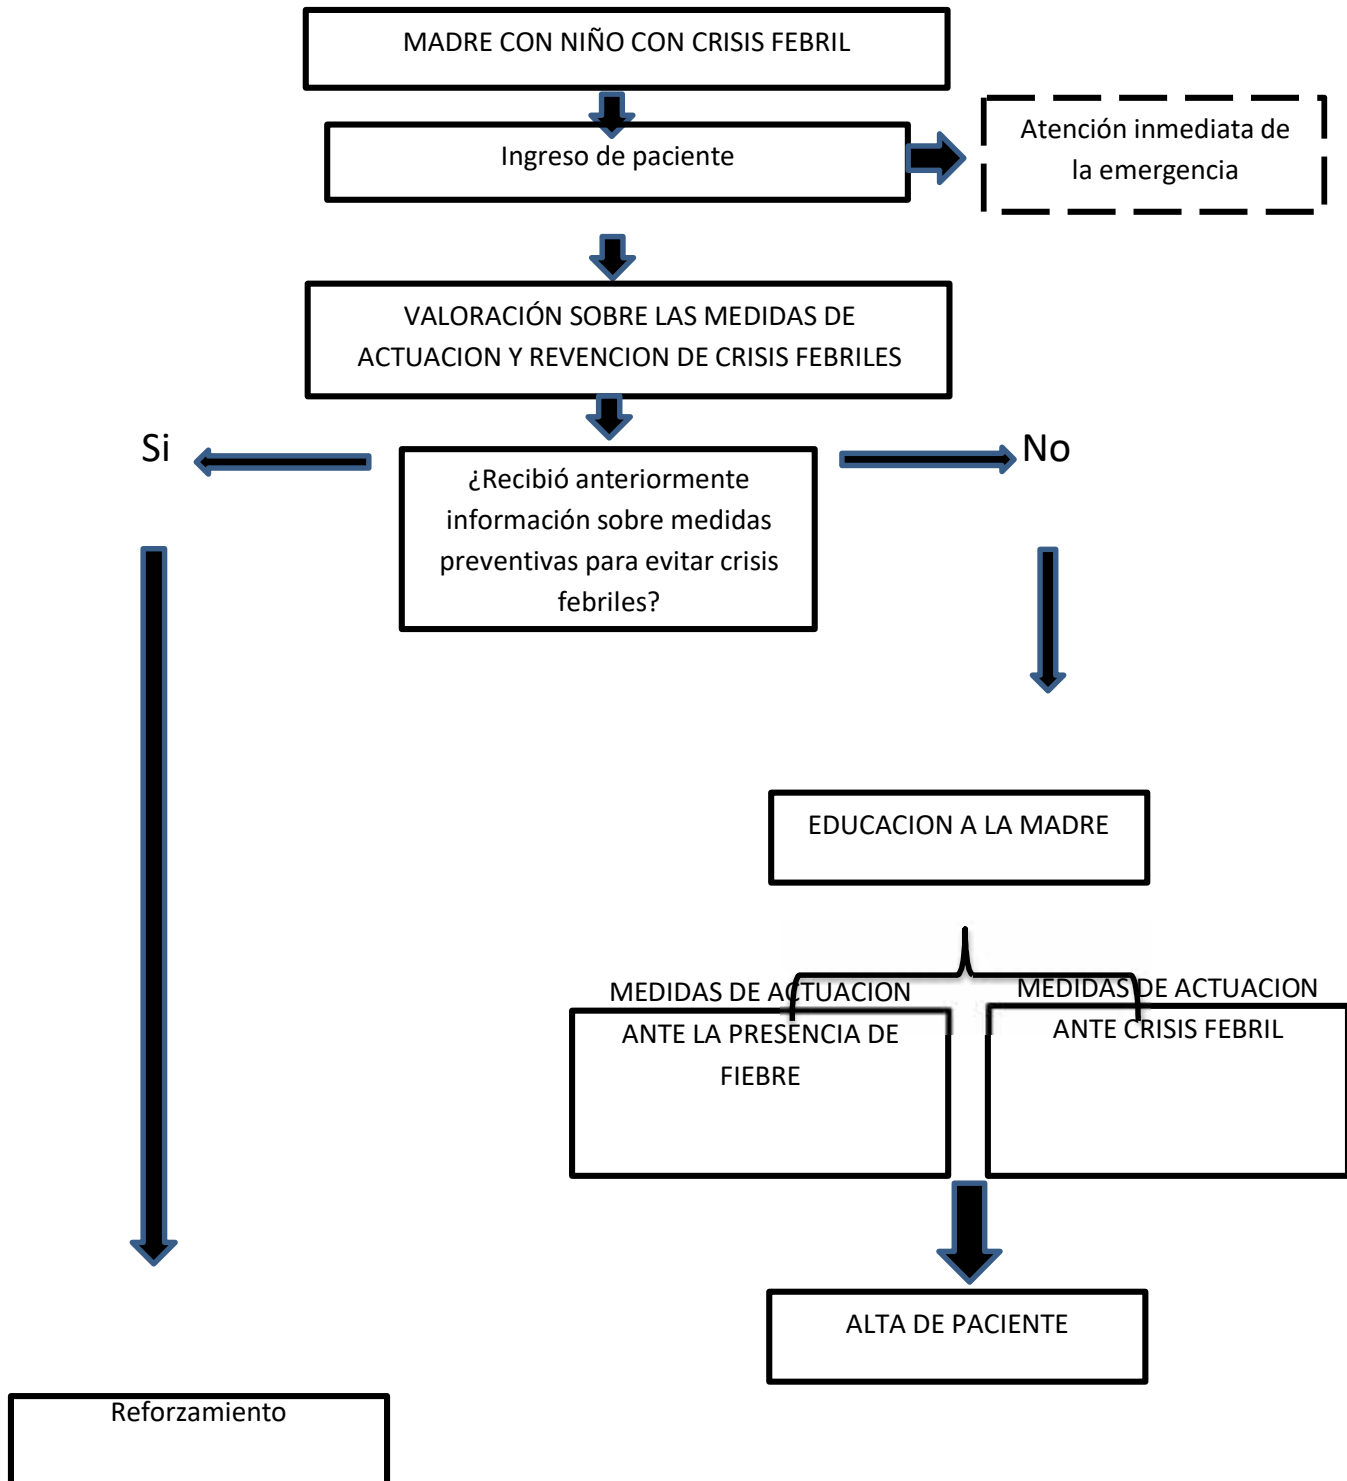 MADRE CON NIÑO CON CRISIS FEBRIL
Ingreso de paciente
Atención inmediata de
la emergencia
VALORACIÓN SOBRE LAS MEDIDAS DE
ACTUACION Y REVENCION DE CRISIS FEBRILES
Si
¿Recibió anteriormente
información sobre medidas
preventivas para evitar crisis
febriles?
No
EDUCACION A LA MADRE
MEDIDAS DE ACTUACION
ANTE LA PRESENCIA DE
FIEBRE
MEDIDAS DE ACTUACION
ANTE CRISIS FEBRIL
ALTA DE PACIENTE
Reforzamiento